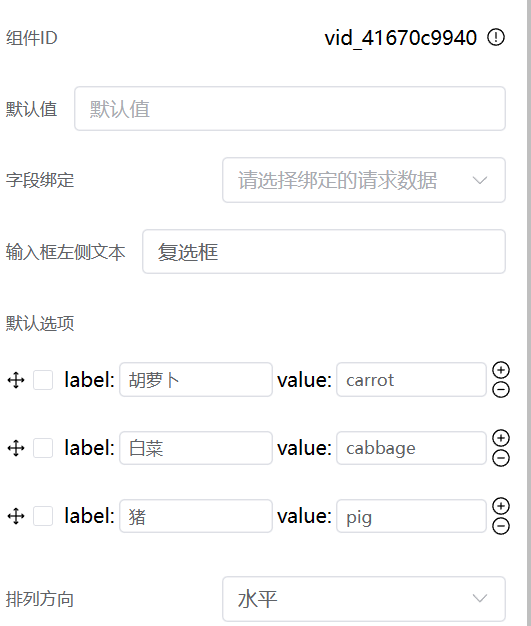 组件ID vid_41670c9940
默认值 默认值
字段绑定 请选择绑定的请求数据
输入框左侧文本 复选框
默认选项
label: 胡萝卜 value: carrot
label: 白菜 value: cabbage
label: 猪 value: pig
排列方向 水平